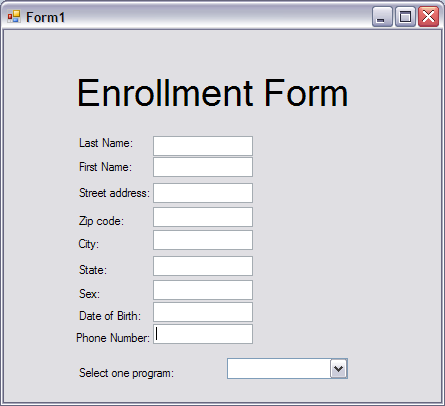 Form1
Enrollment Form
Last Name:
First Name:
Street address:
Zip code:
City:
State:
Sex:
Date of Birth:
Phone Number:
Select one program: